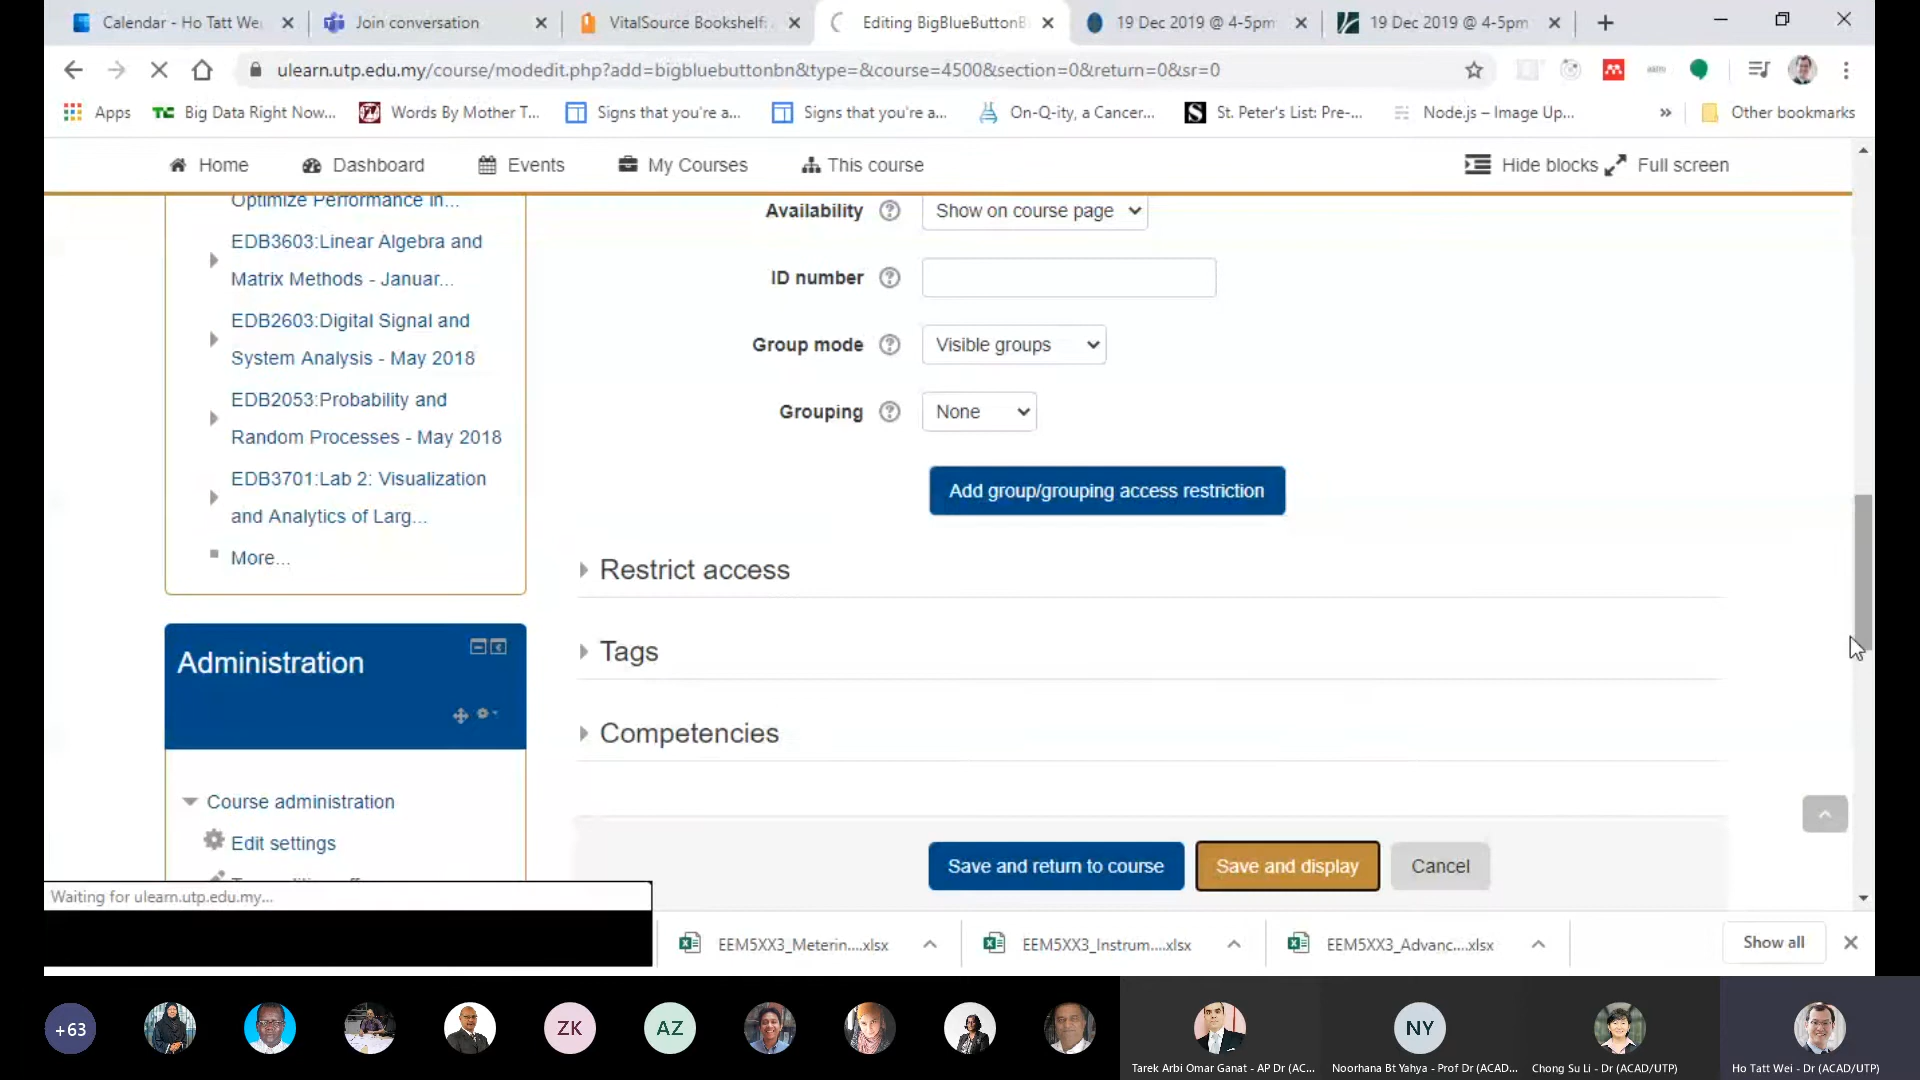 Calendar - Ho Tatt We
Join conversation
VitalSource Bookshelf:
Editing BigBlueButtonB
19 Dec 2019 @ 4-5pm
19 Dec 2019 @ 4-5pm
ulearn.utp.edu.my/course/modedit.php?add=bigbluebuttonbn&type=&course=4500&section=0&return=0&sr=0
Apps
Big Data Right Now...
Words By Mother T...
Signs that you're a...
Signs that you're a...
On-Q-ity, a Cancer...
St. Peter's List: Pre-...
Node.js – Image Up...
»
Other bookmarks
Home
Dashboard
Events
My Courses
This course
Hide blocks
Full screen
Optimize Performance in...
EDB3603:Linear Algebra and
Matrix Methods - Januar...
EDB2603:Digital Signal and
System Analysis - May 2018
EDB2053:Probability and
Random Processes - May 2018
EDB3701:Lab 2: Visualization
and Analytics of Larg...
More...
Administration
Course administration
Edit settings
Availability
Show on course page
ID number
Group mode
Visible groups
Grouping
None
Add group/grouping access restriction
Restrict access
Tags
Competencies
Save and return to course
Save and display
Cancel
Waiting for ulearn.utp.edu.my...
EEM5XX3_Meterin....xlsx
EEM5XX3_Instrum....xlsx
EEM5XX3_Advanc....xlsx
Show all
+63
ZK
AZ
NY
Tarek Arbi Omar Ganat - AP Dr (AC...
Noorhana Bt Yahya - Prof Dr (ACAD...
Chong Su Li - Dr (ACAD/UTP)
Ho Tatt Wei - Dr (ACAD/UTP)